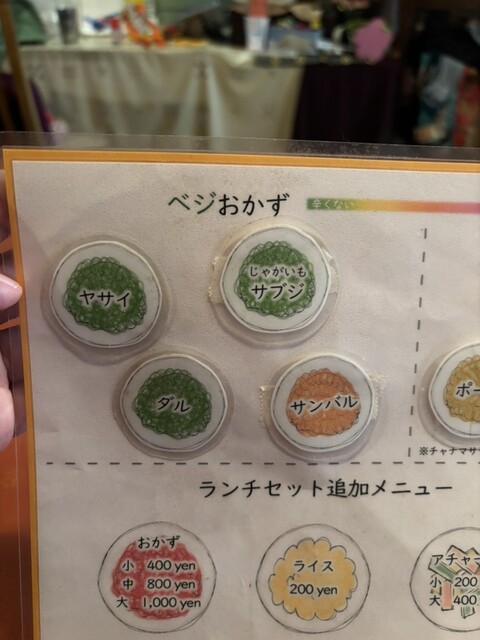 ベジおかず
辛くない
ヤサイ
じゃがいも
サブジ
ダル
サンバル
ポー
※チャナマサ
ランチセット追加メニュー
おかず
小 400 yen
中 800 yen
大 1,000 yen
ライス
200 yen
アチャー
小 200
大 400